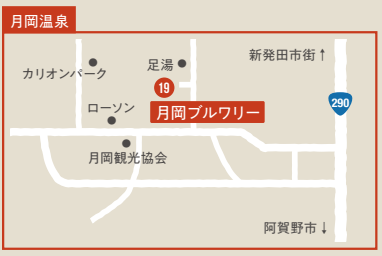 月岡温泉
新発田市街↑
カリオンパーク
足湯
19
290
ローソン
月岡ブルワリー
月岡観光協会
阿賀野市↓